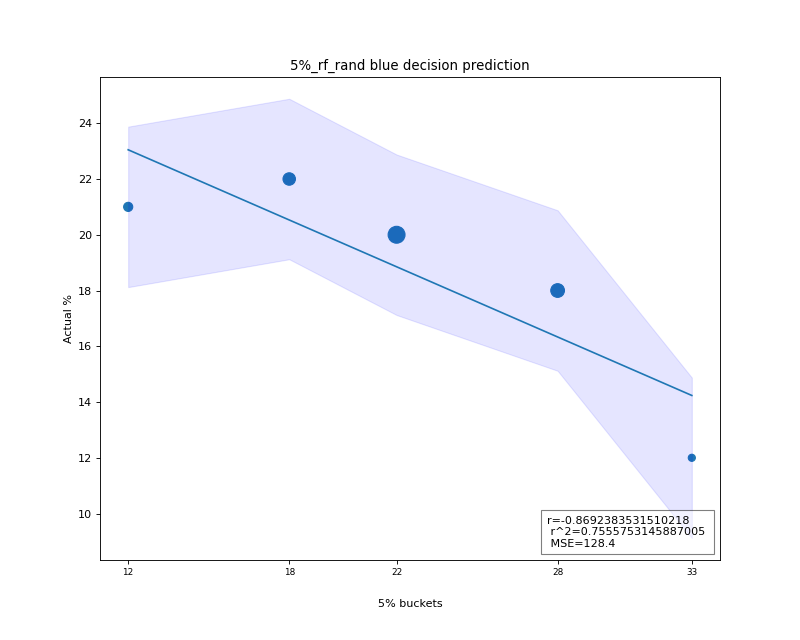 5%_rf_rand blue decision prediction
24
22
20
18
16
14
12
10
Actual %
r=-0.8692383531510218
r^2=0.7555753145887005
MSE=128.4
12 18 22 28 33
5% buckets